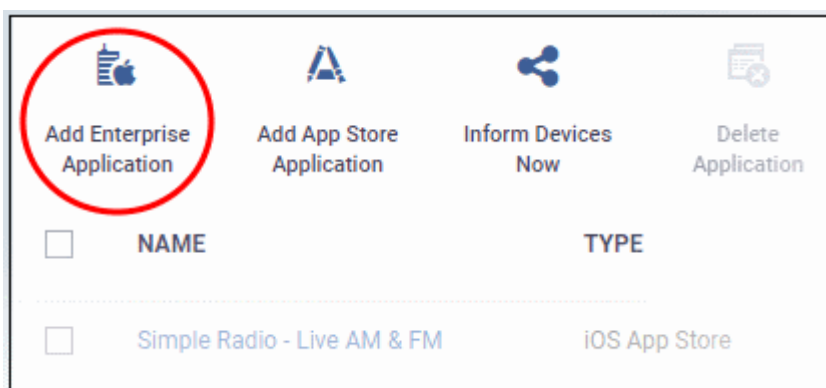 Add Enterprise Application
Add App Store Application
Inform Devices Now
Delete Application
NAME TYPE
Simple Radio - Live AM & FM iOS App Store